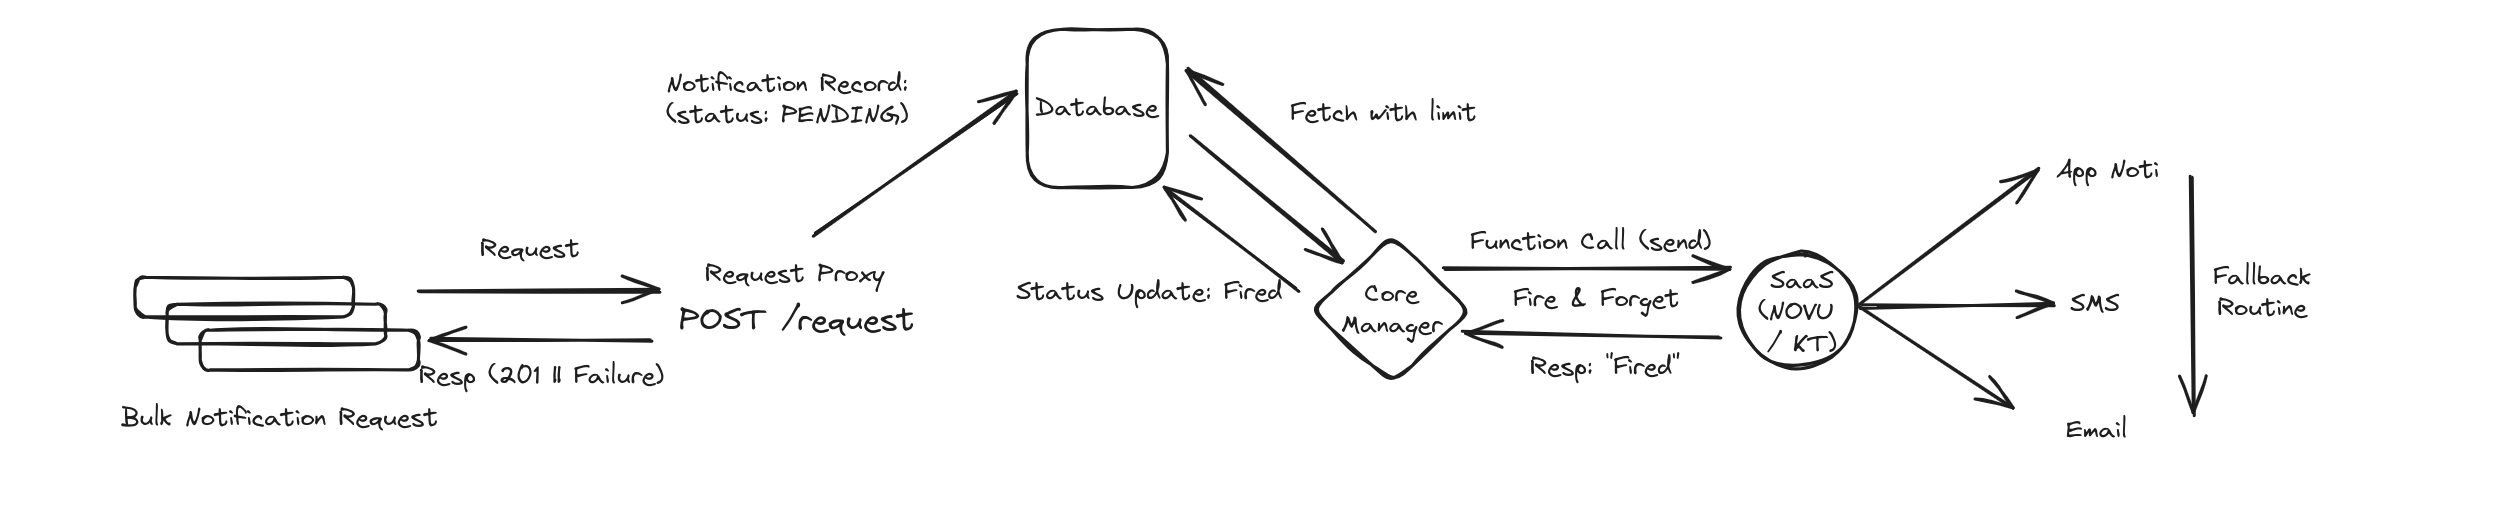 Notification Record:
(status: PENDING)
Database
Fetch with limit
App Noti
Request
Function Call (send)
Request Proxy
POST /request
Status Update: Fired
Core
Manager
Fire & Forget
SaaS
(MOVU
/ KT)
SMS
Fallback
Routine
Resp (201 || Failure)
Resp: "Fired"
Bulk Notification Request
Email